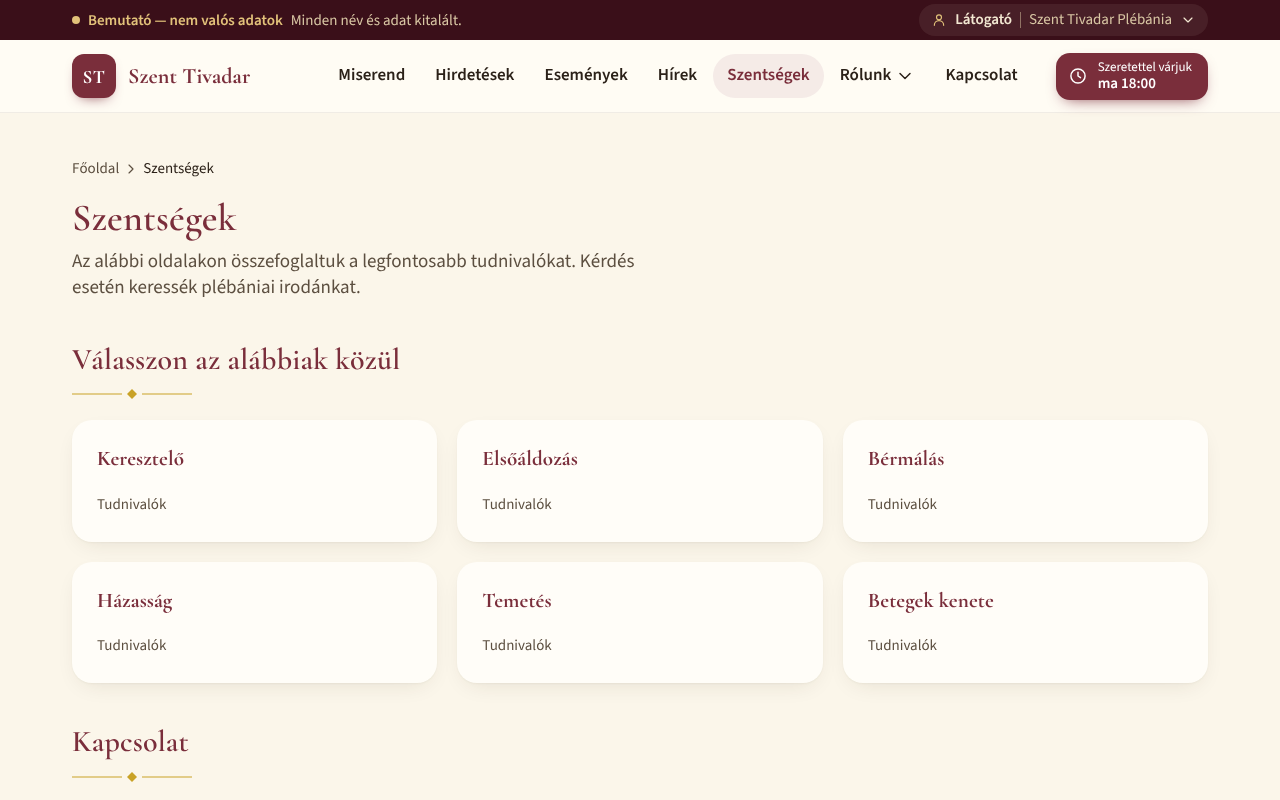 Bemutató — nem valós adatok Minden név és adat kitalált.
Látogató Szent Tivadar Plébánia
ST Szent Tivadar
Miserend Hirdetések Események Hírek Szentségek Rólunk Kapcsolat
Szeretettel várjuk
ma 18:00
Főoldal Szentségek
Szentségek
Az alábbi oldalakon összefoglaltuk a legfontosabb tudnivalókat. Kérdés
esetén keressék plébániai irodánkat.
Válasszon az alábbiak közül
Keresztelő
Tudnivalók
Elsőáldozás
Tudnivalók
Bérmálás
Tudnivalók
Házasság
Tudnivalók
Temetés
Tudnivalók
Betegek kenete
Tudnivalók
Kapcsolat